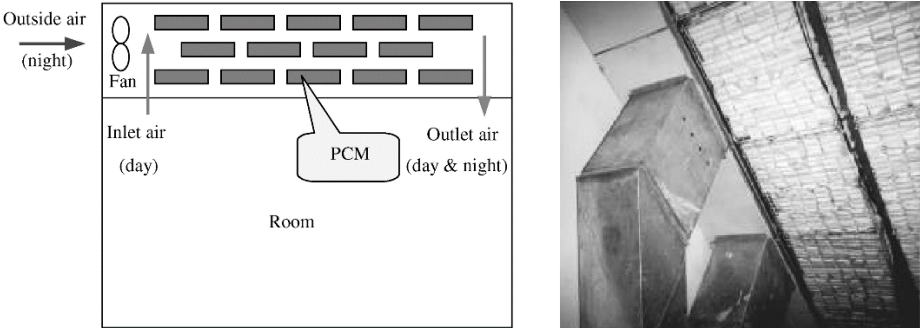 Outside air
(night)
Fan
Inlet air
(day)
PCM
Outlet air
(day & night)
Room